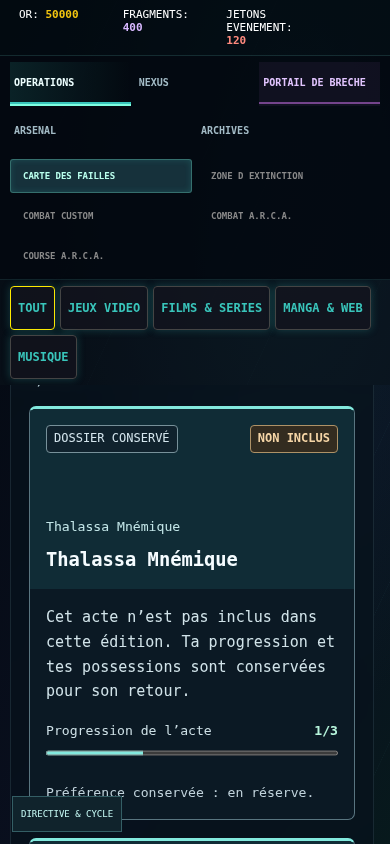 OR: 50000
FRAGMENTS: 400
JETONS EVENEMENT: 120
OPERATIONS
NEXUS
PORTAIL DE BRECHE
ARSENAL
ARCHIVES
CARTE DES FAILLES
ZONE D EXTINCTION
COMBAT CUSTOM
COMBAT A.R.C.A.
COURSE A.R.C.A.
TOUT
JEUX VIDEO
FILMS & SERIES
MANGA & WEB
MUSIQUE
DOSSIER CONSERVÉ
NON INCLUS
Thalassa Mnémique
Thalassa Mnémique
Cet acte n’est pas inclus dans
cette édition. Ta progression et
tes possessions sont conservées
pour son retour.
Progression de l’acte 1/3
Préférence conservée : en réserve.
DIRECTIVE & CYCLE